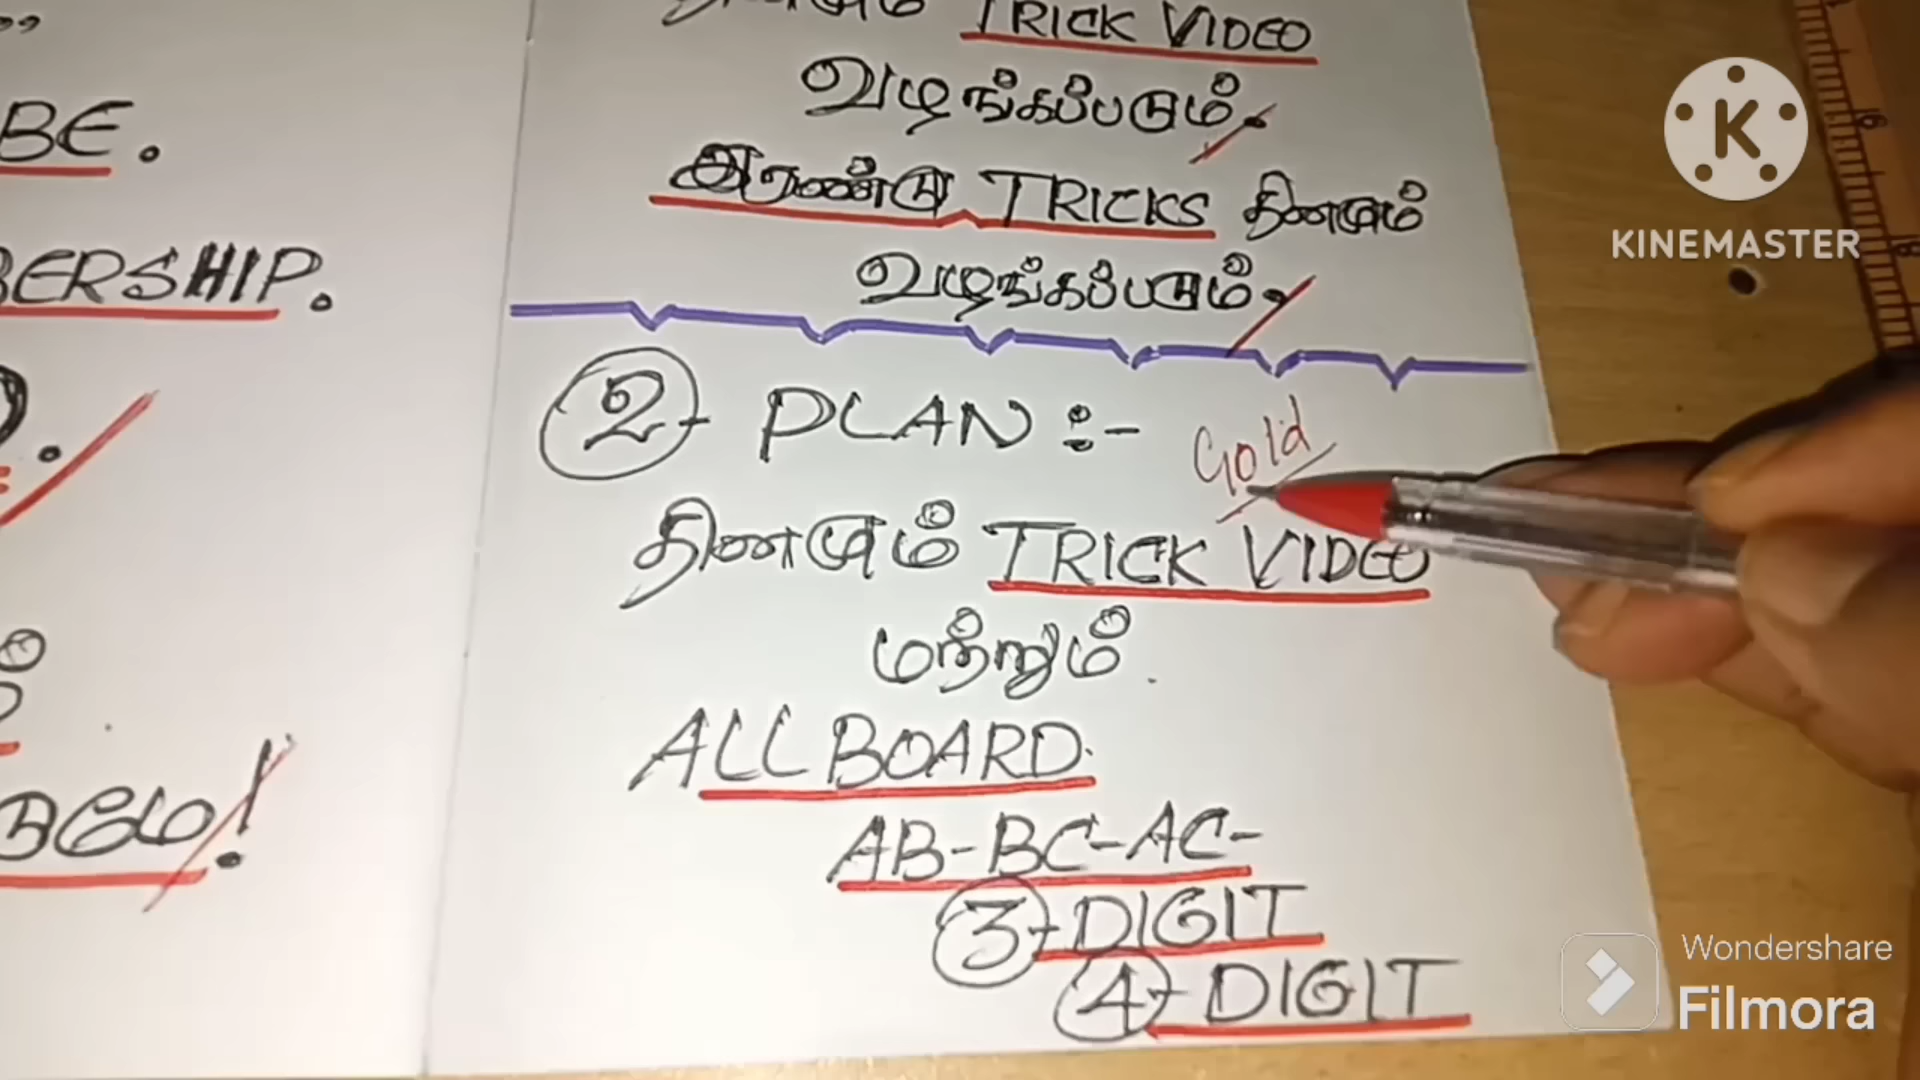 ”
BE.
BERSHIP.
தினமும் TRICK VIDEO
வழங்கப்படும்.
இரண்டு TRICKS தினமும்
வழங்கப்படும்.
2 - PLAN :-
Gold
தினமும் TRICK VIDEO
மற்றும்
ALL BOARD.
AB-BC-AC-
3-DIGIT
4-DIGIT
K
KINEMASTER
Wondershare
Filmora